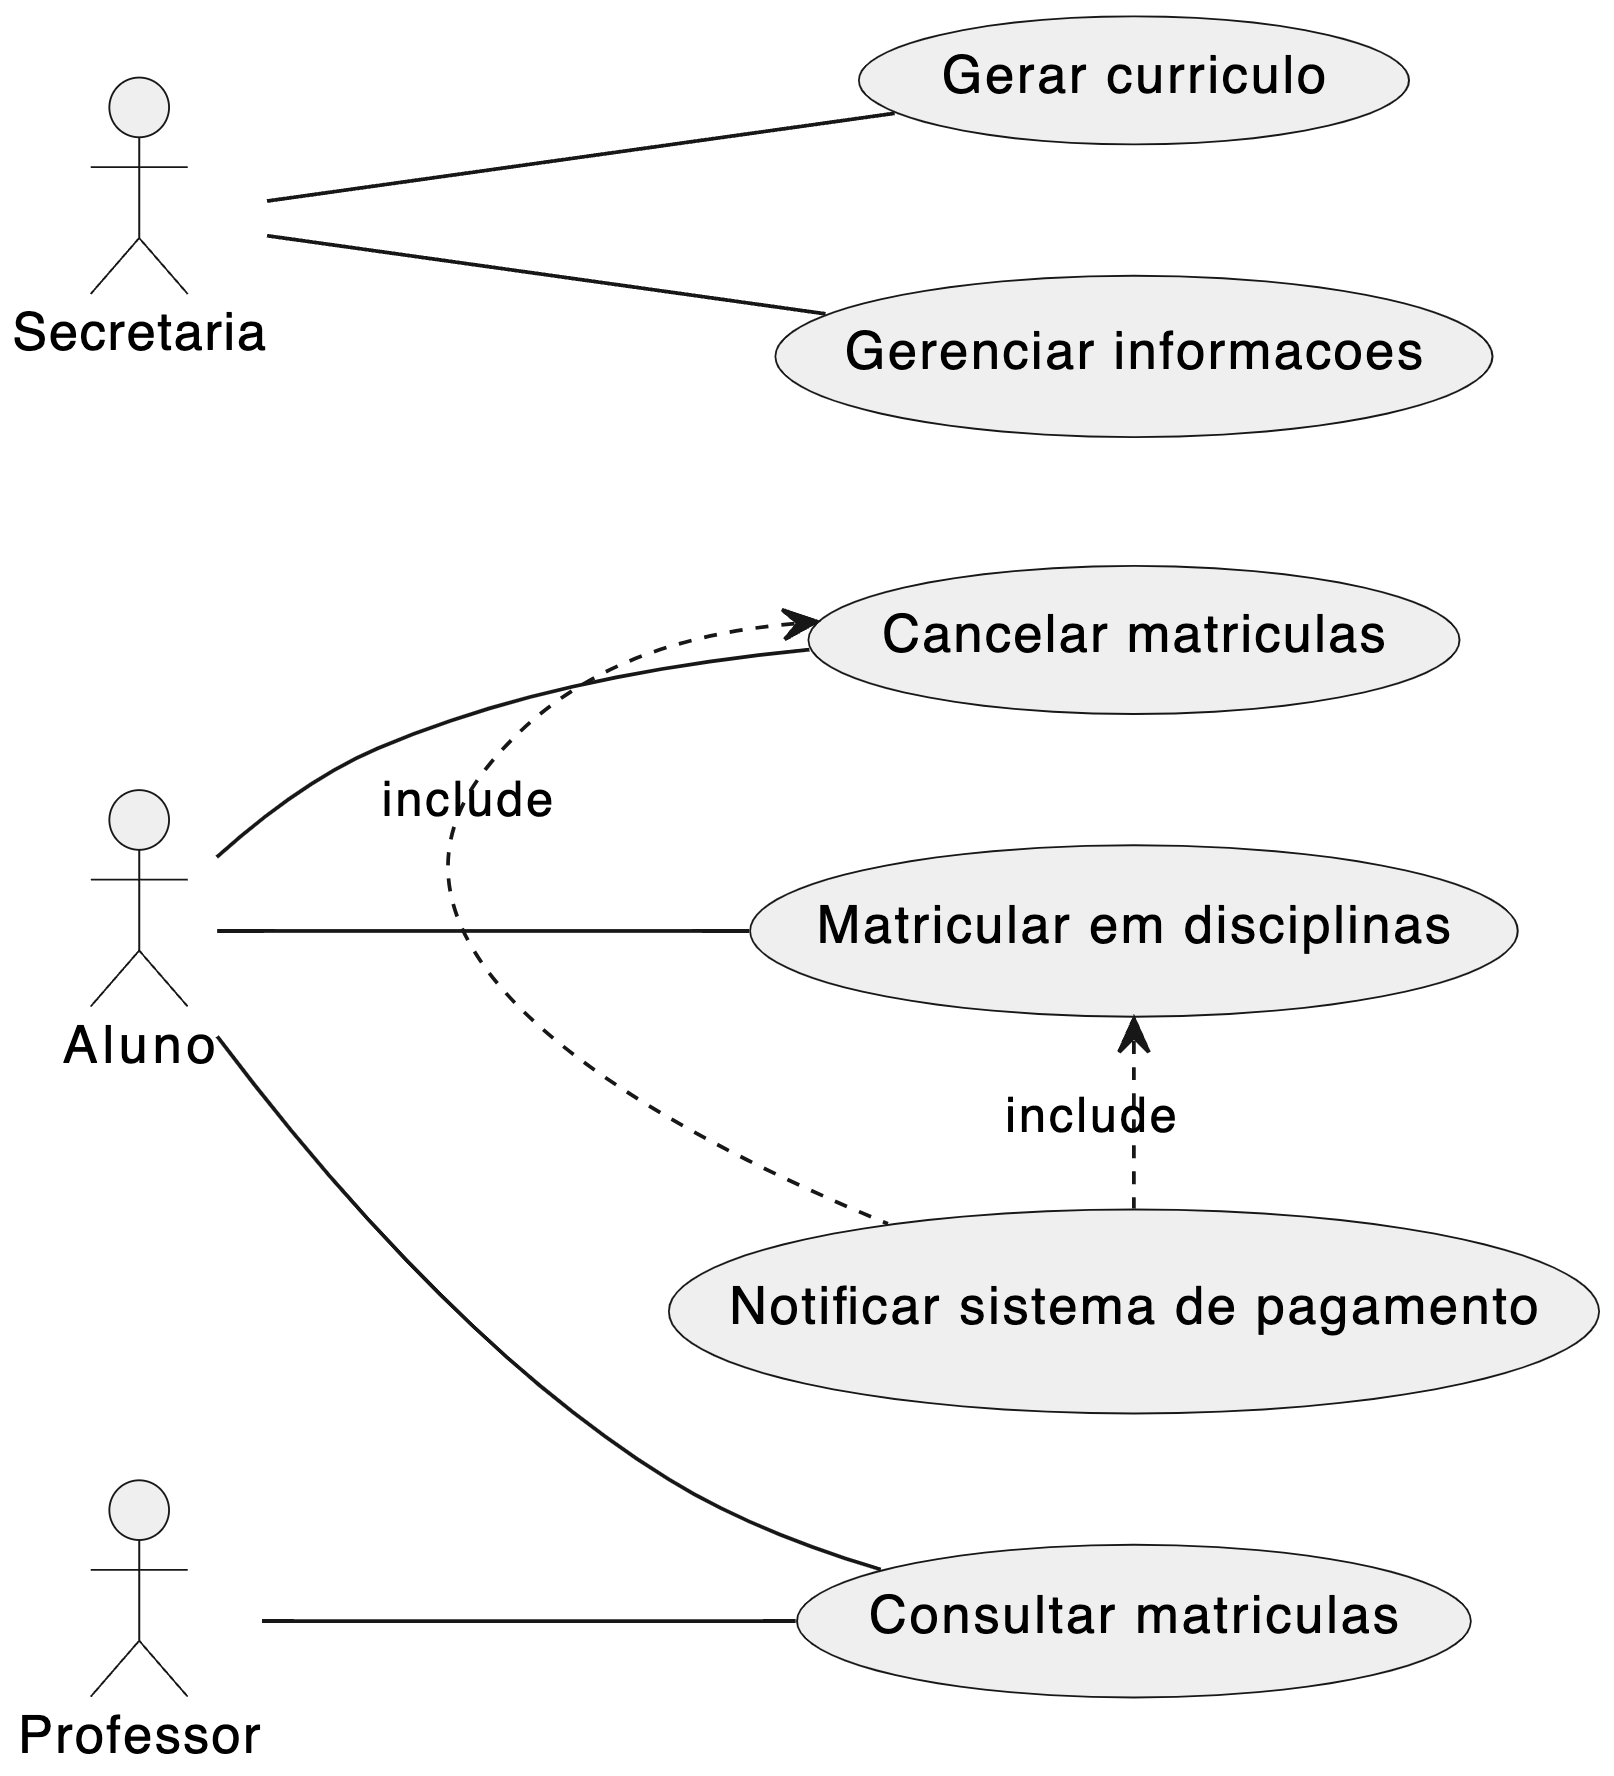 Gerar curriculo
Secretaria
Gerenciar informacoes
Cancelar matriculas
include
Matricular em disciplinas
Aluno
include
Notificar sistema de pagamento
Consultar matriculas
Professor